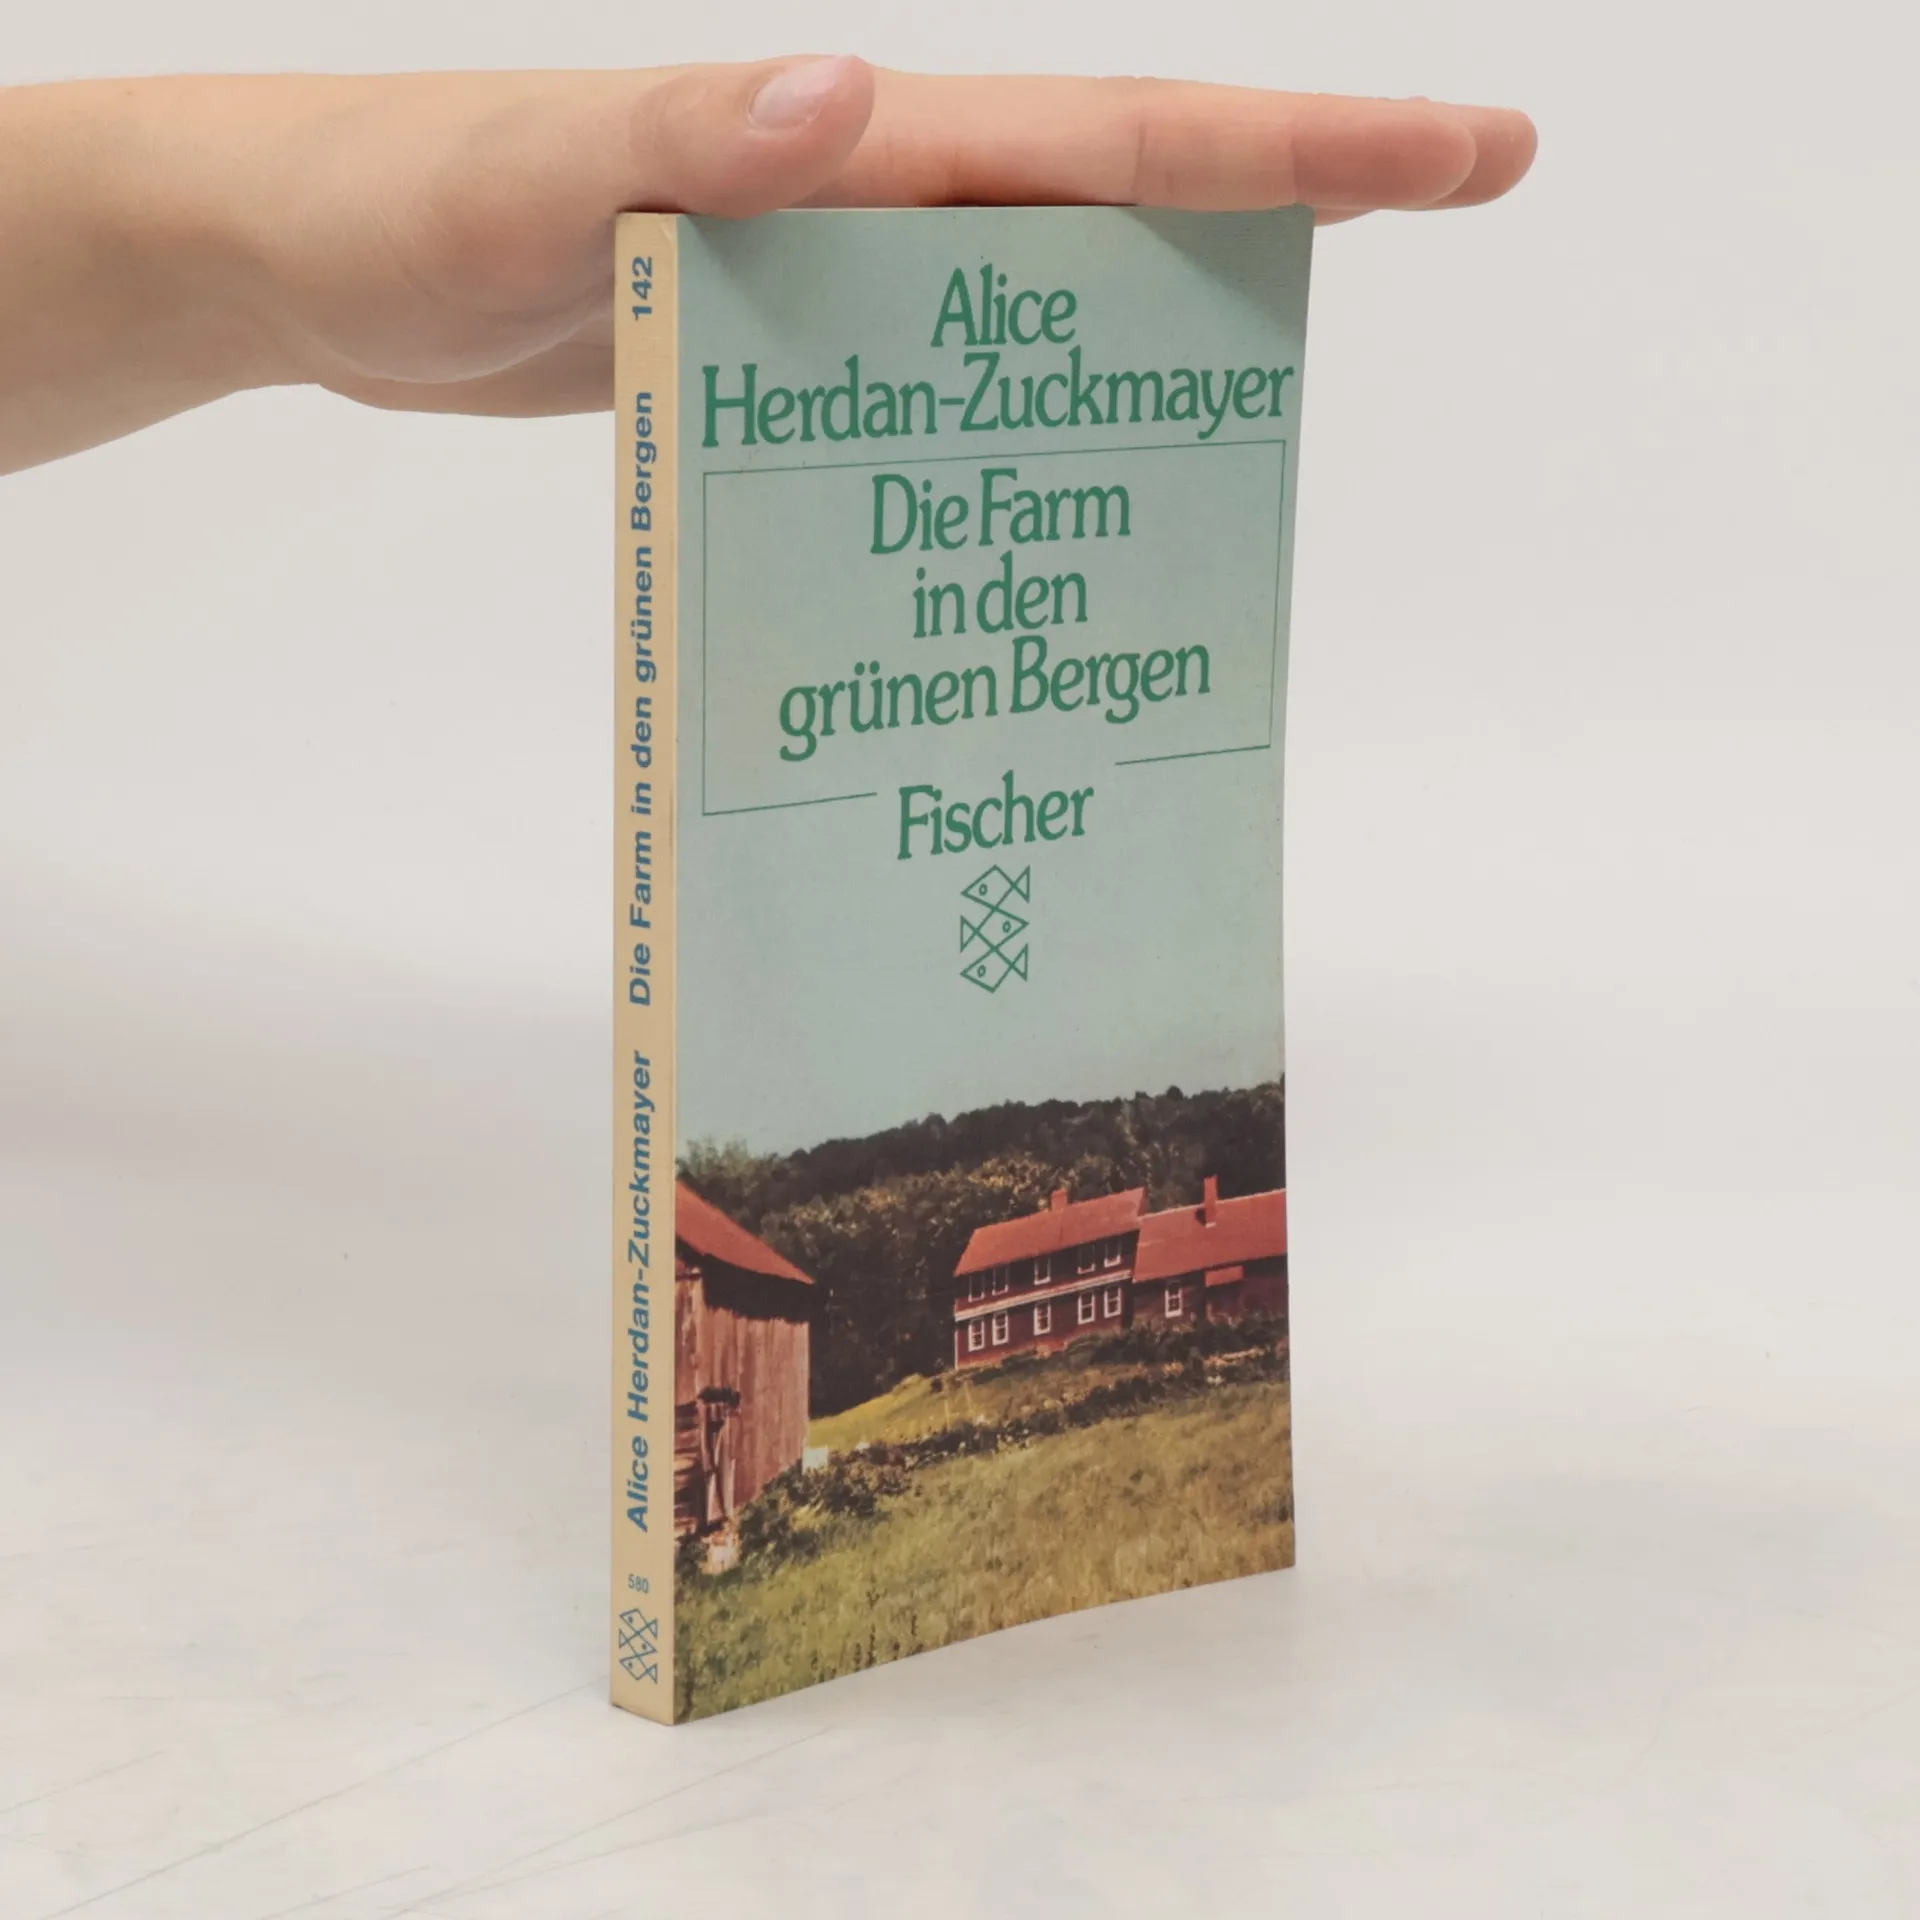 Alice
Herdan-Zuckmayer
Die Farm
in den
grünen Bergen
Fischer
580 Alice Herdan-Zuckmayer Die Farm in den grünen Bergen 142